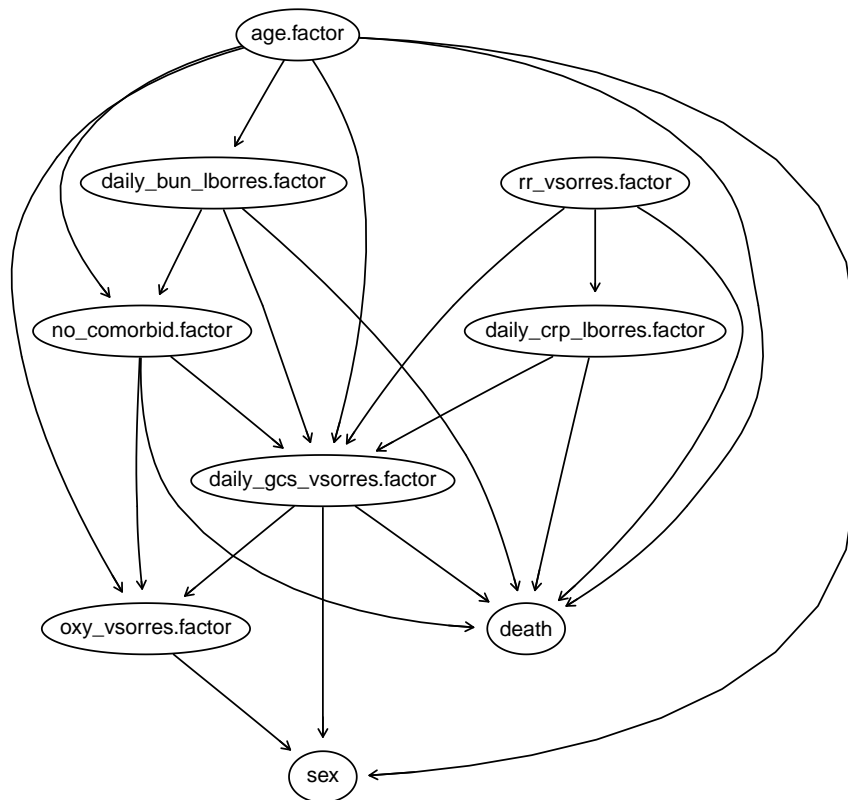 age.factor
daily_bun_lborres.factor
rr_vsorres.factor
no_comorbid.factor
daily_crp_lborres.factor
daily_gcs_vsorres.factor
oxy_vsorres.factor
death
sex